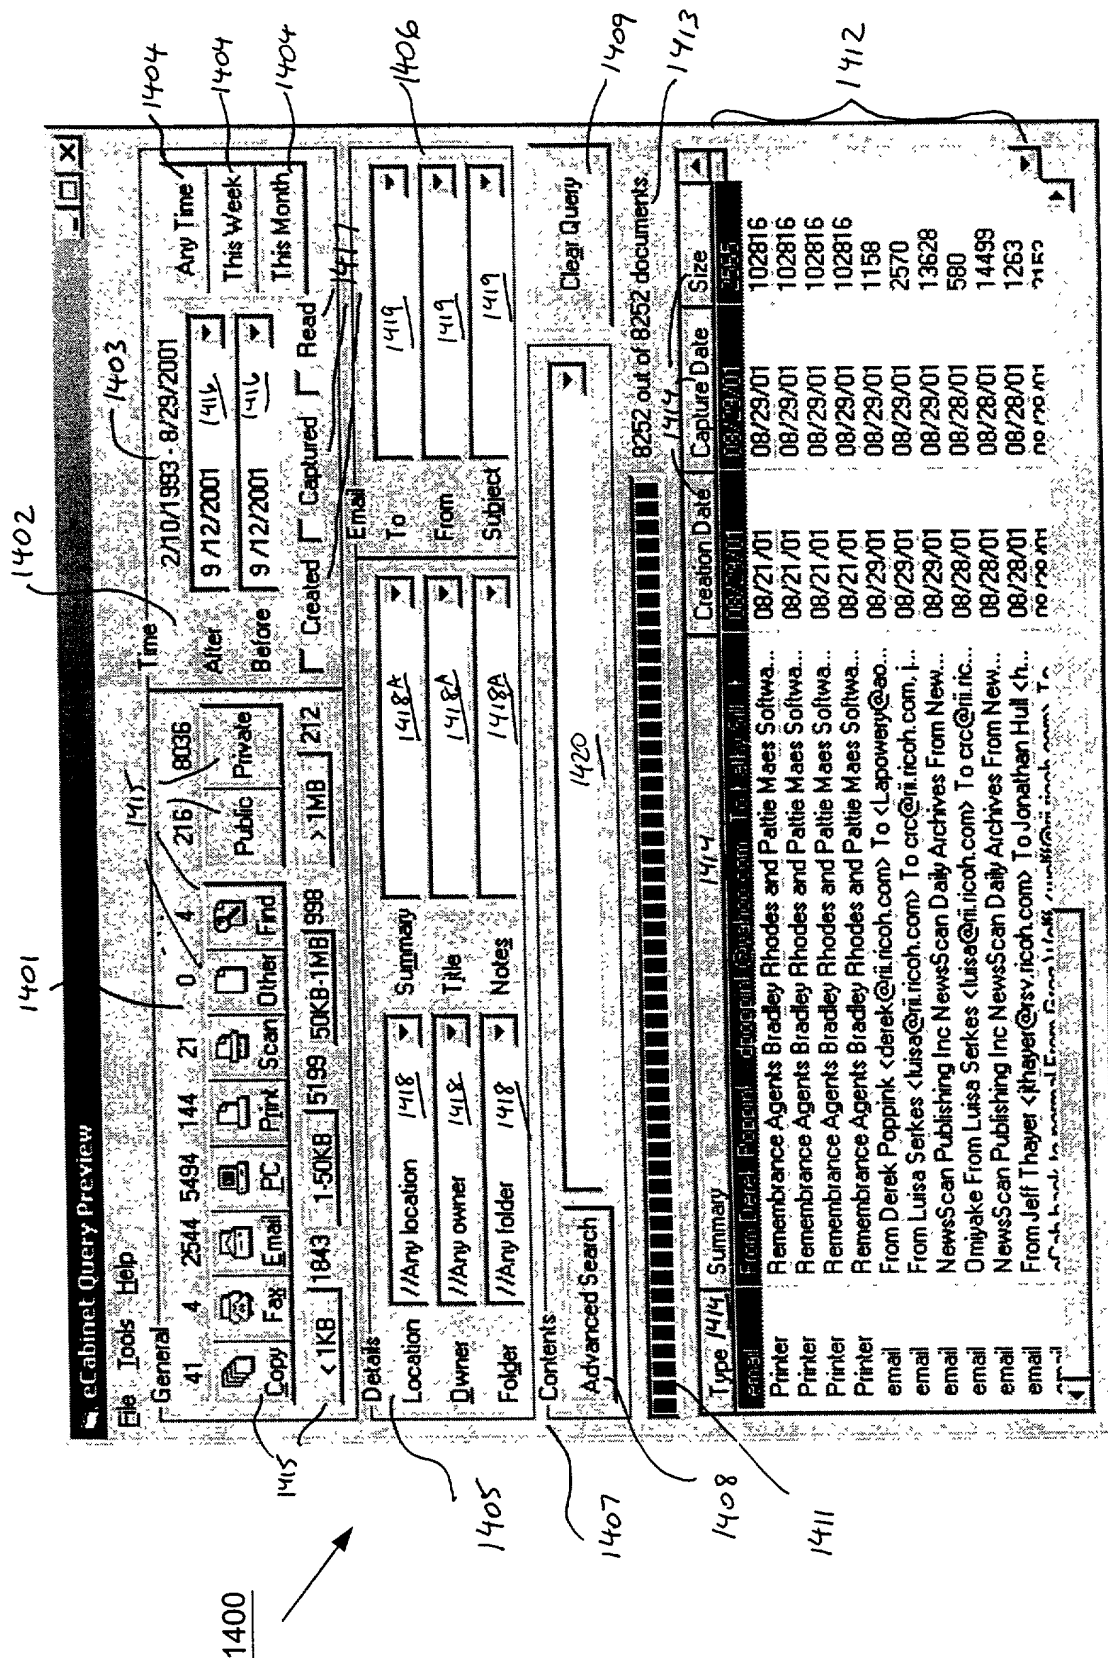 1400
1401
1402
1403
1404
1404
1404
1405
1406
1407
1408
1409
1411
1412
1413
eCabinet Query Preview
File Tools Help
General
41 4 2544 5494 144 21 0 4 216 8036
1415
Copy Fax Email PC Print Scan Other Find Public Private
1415
< 1KB 1843 1-50KB 5199 50KB-1MB 998 > 1MB 212
Time
2/10/1993 - 8/29/2001
After 9 /12/2001 1416
Before 9 /12/2001 1416
Any Time
This Week
This Month
Created Captured Read
1417
Details
Location //Any location 1418
Owner //Any owner 1418
Folder //Any folder 1418
Summary 1418A
Title 1418A
Notes 1418A
Email
To 1419
From 1419
Subject 1419
Contents
Advanced Search 1420 Clear Query
8252 out of 8252 documents.
1414
Type 1414 Summary 1414 Creation Date Capture Date Size
Printer Remembrance Agents Bradley Rhodes and Pattie Maes Softwa... 08/21/01 08/29/01 102816
Printer Remembrance Agents Bradley Rhodes and Pattie Maes Softwa... 08/21/01 08/29/01 102816
Printer Remembrance Agents Bradley Rhodes and Pattie Maes Softwa... 08/21/01 08/29/01 102816
Printer Remembrance Agents Bradley Rhodes and Pattie Maes Softwa... 08/21/01 08/29/01 102816
email From Derek Poppink <derek@rii.ricoh.com> To <Lapowery@ao... 08/29/01 08/29/01 1158
email From Luisa Serkes <luisa@rii.ricoh.com> To crc@rii.ricoh.com, j... 08/29/01 08/29/01 2570
email NewsScan Publishing Inc NewsScan Daily Archives From New... 08/29/01 08/29/01 13628
email Omiyake From Luisa Serkes <luisa@rii.ricoh.com> To crc@rii.ric... 08/28/01 08/28/01 580
email NewsScan Publishing Inc NewsScan Daily Archives From New... 08/28/01 08/28/01 14499
email From Jeff Thayer <jthayer@rsv.ricoh.com> To Jonathan Hull <h... 08/28/01 08/28/01 1263